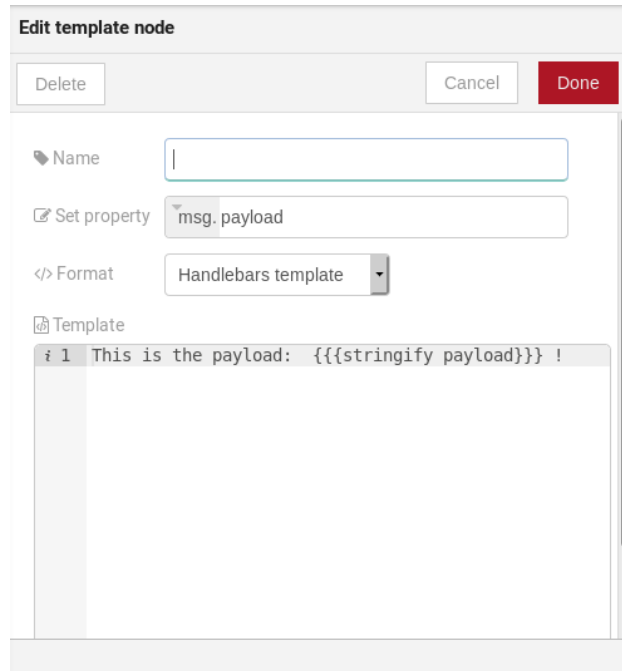 Edit template node
Delete Cancel Done
Name
Set property msg. payload
</> Format Handlebars template
Template
i 1 This is the payload:  {{{stringify payload}}} !